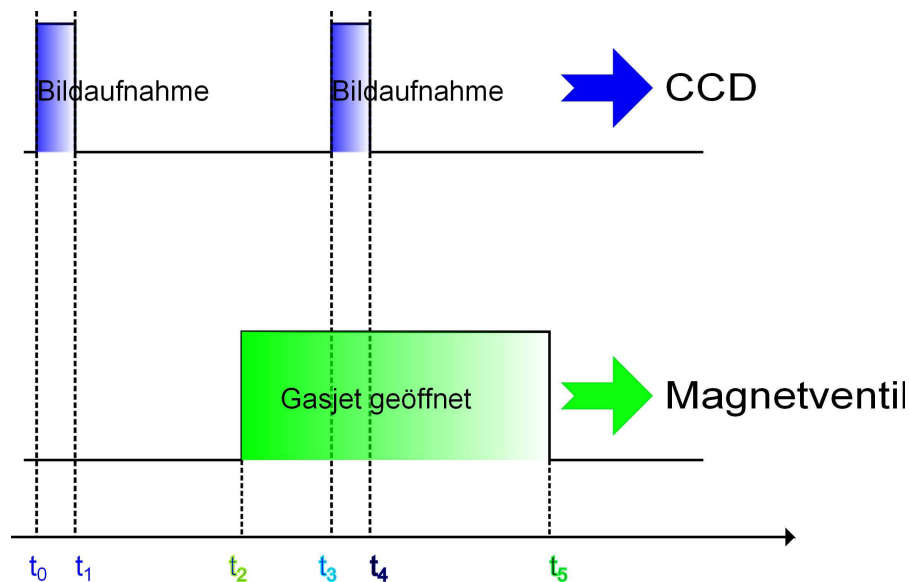 Bildaufnahme
Bildaufnahme
CCD
Gasjet geöffnet
Magnetventil
t0 t1 t2 t3 t4 t5